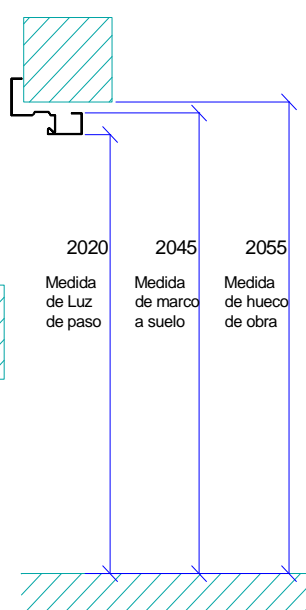 2020 2045 2055
Medida Medida Medida
de Luz de marco de hueco
de paso a suelo de obra